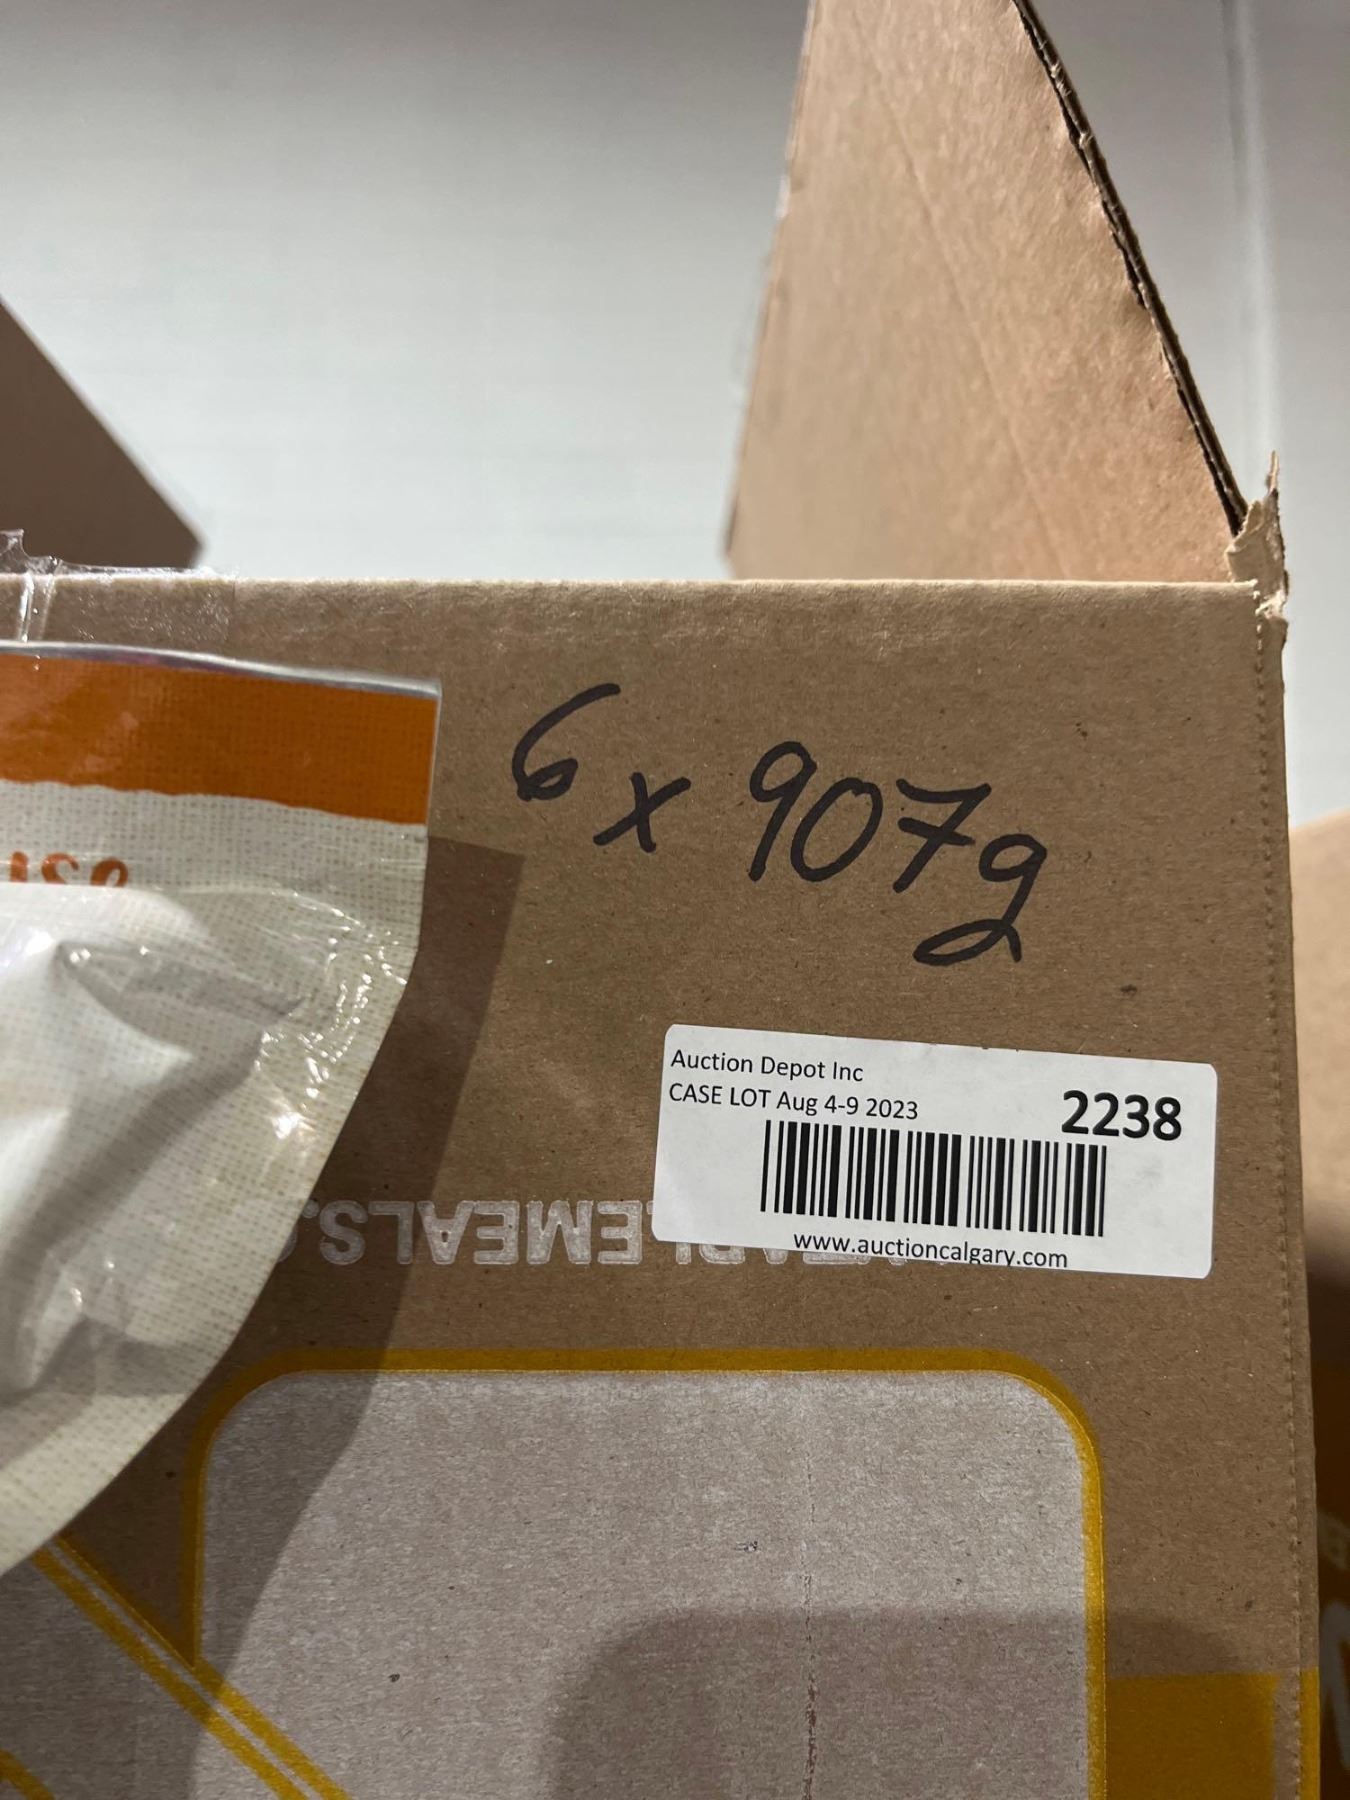 6 x 907g
Auction Depot Inc
CASE LOT Aug 4-9 2023
2238
www.auctioncalgary.com